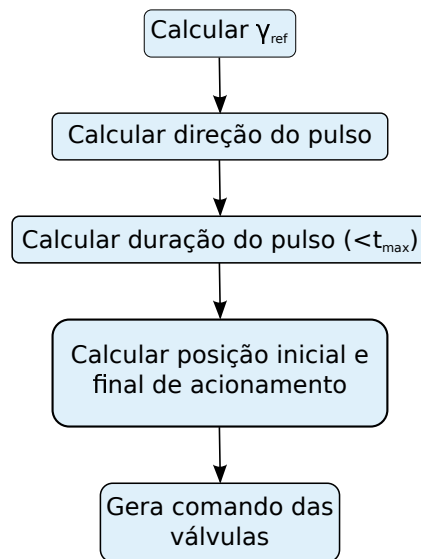 Calcular γref
Calcular direção do pulso
Calcular duração do pulso (<tmax)
Calcular posição inicial e
final de acionamento
Gera comando das
válvulas